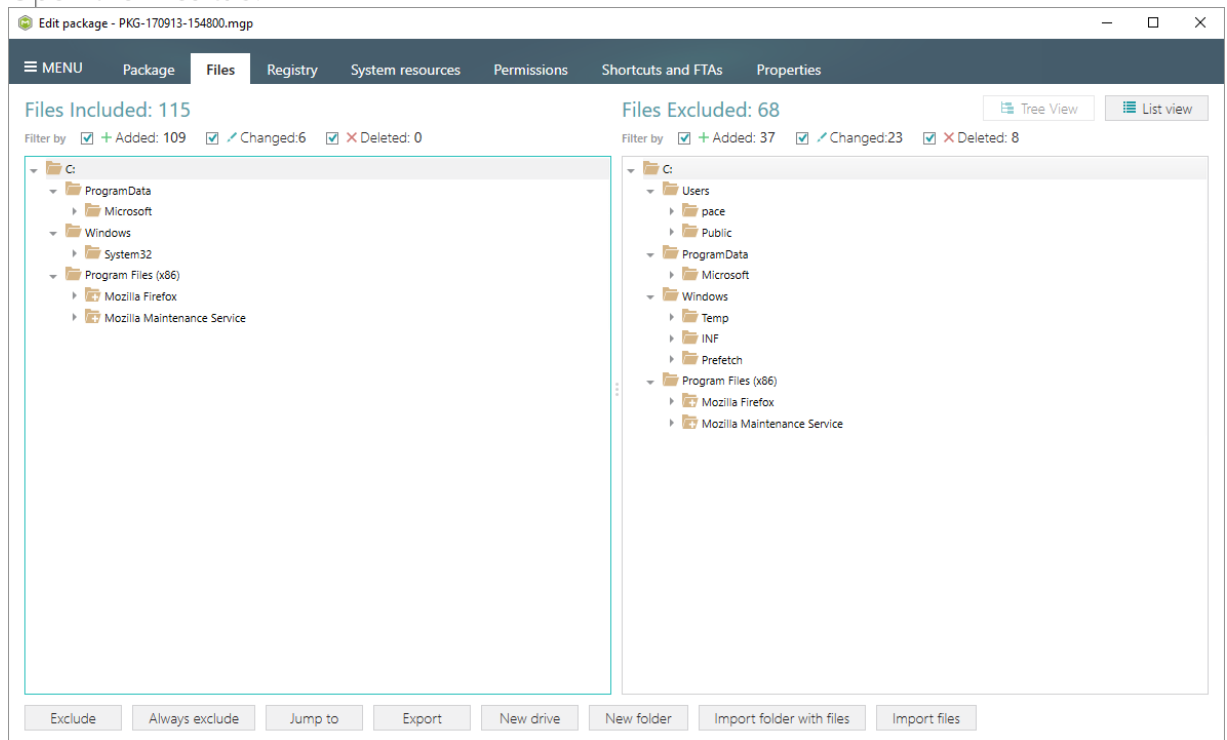 Edit package - PKG-170913-154800.mgp
MENU Package Files Registry System resources Permissions Shortcuts and FTAs Properties
Files Included: 115
Filter by + Added: 109 Changed:6 Deleted: 0
C:
ProgramData
Microsoft
Windows
System32
Program Files (x86)
Mozilla Firefox
Mozilla Maintenance Service
Files Excluded: 68
Tree View List view
Filter by + Added: 37 Changed:23 Deleted: 8
C:
Users
pace
Public
ProgramData
Microsoft
Windows
Temp
INF
Prefetch
Program Files (x86)
Mozilla Firefox
Mozilla Maintenance Service
Exclude Always exclude Jump to Export New drive New folder Import folder with files Import files